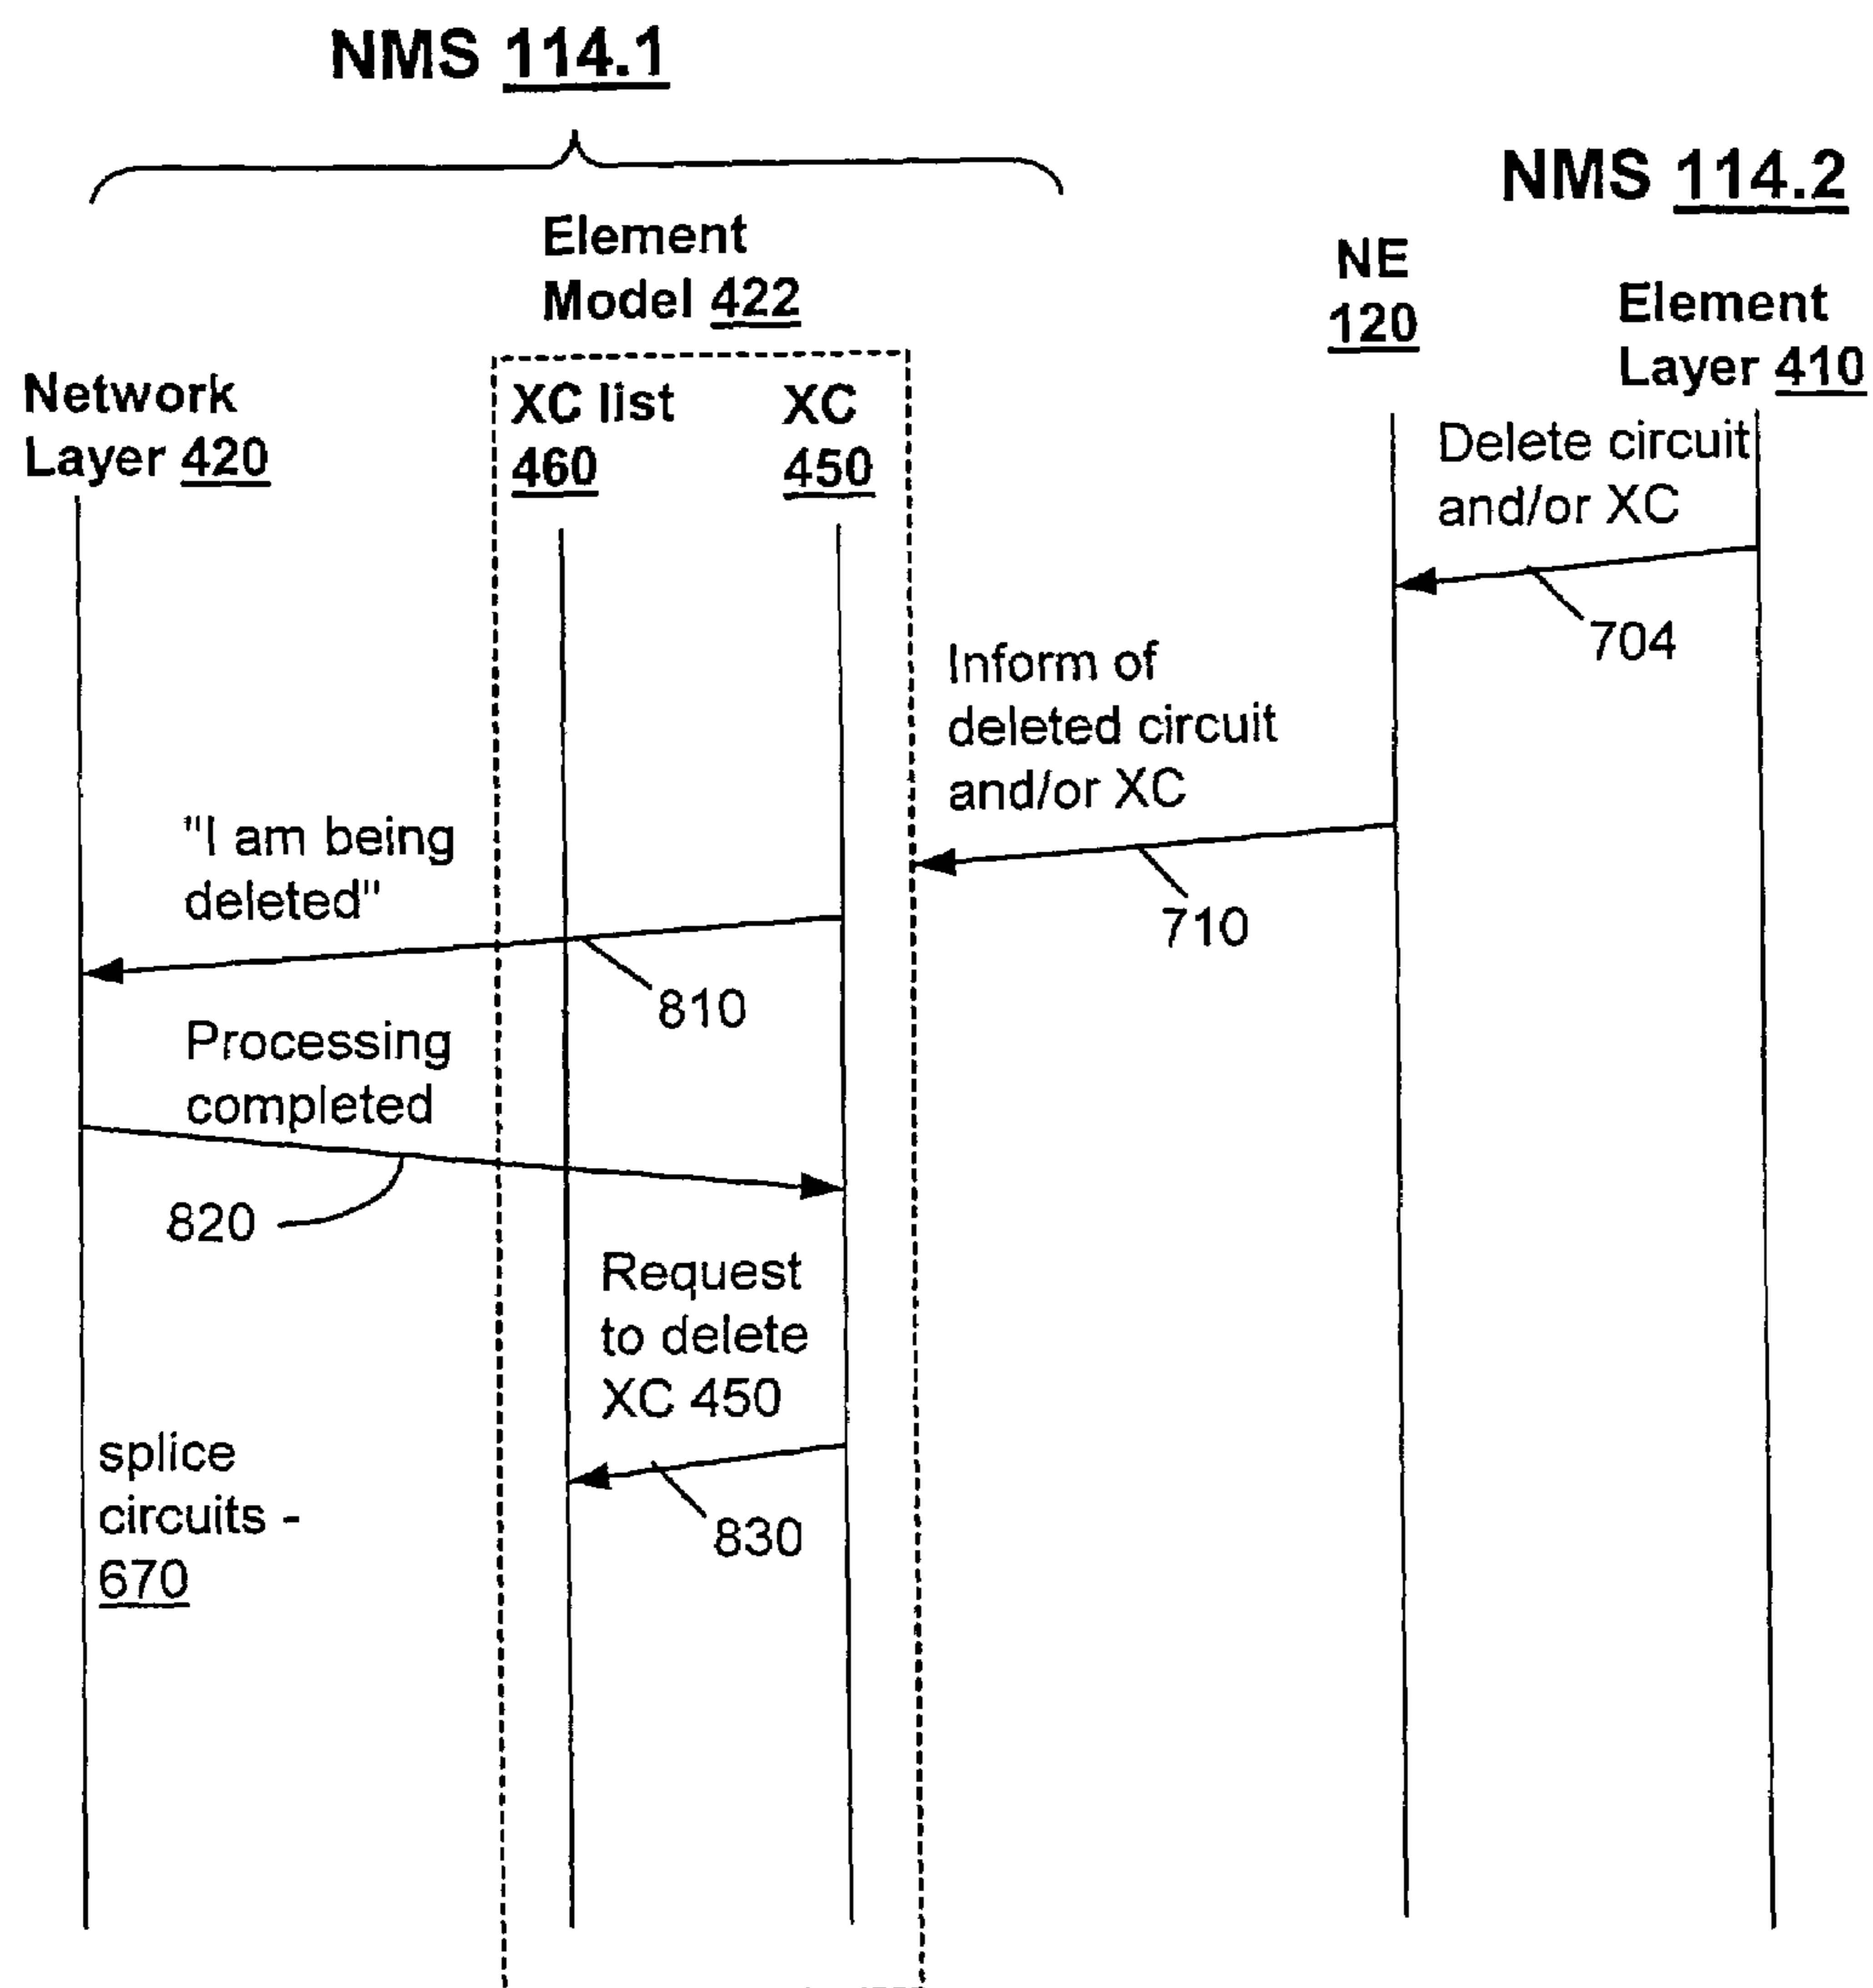 NMS 114.1
NMS 114.2
Element
Model 422
NE
120
Element
Layer 410
Network
Layer 420
XC list
460
XC
450
Delete circuit
and/or XC
704
Inform of
deleted circuit
and/or XC
710
"I am being
deleted"
810
Processing
completed
820
Request
to delete
XC 450
830
splice
circuits -
670